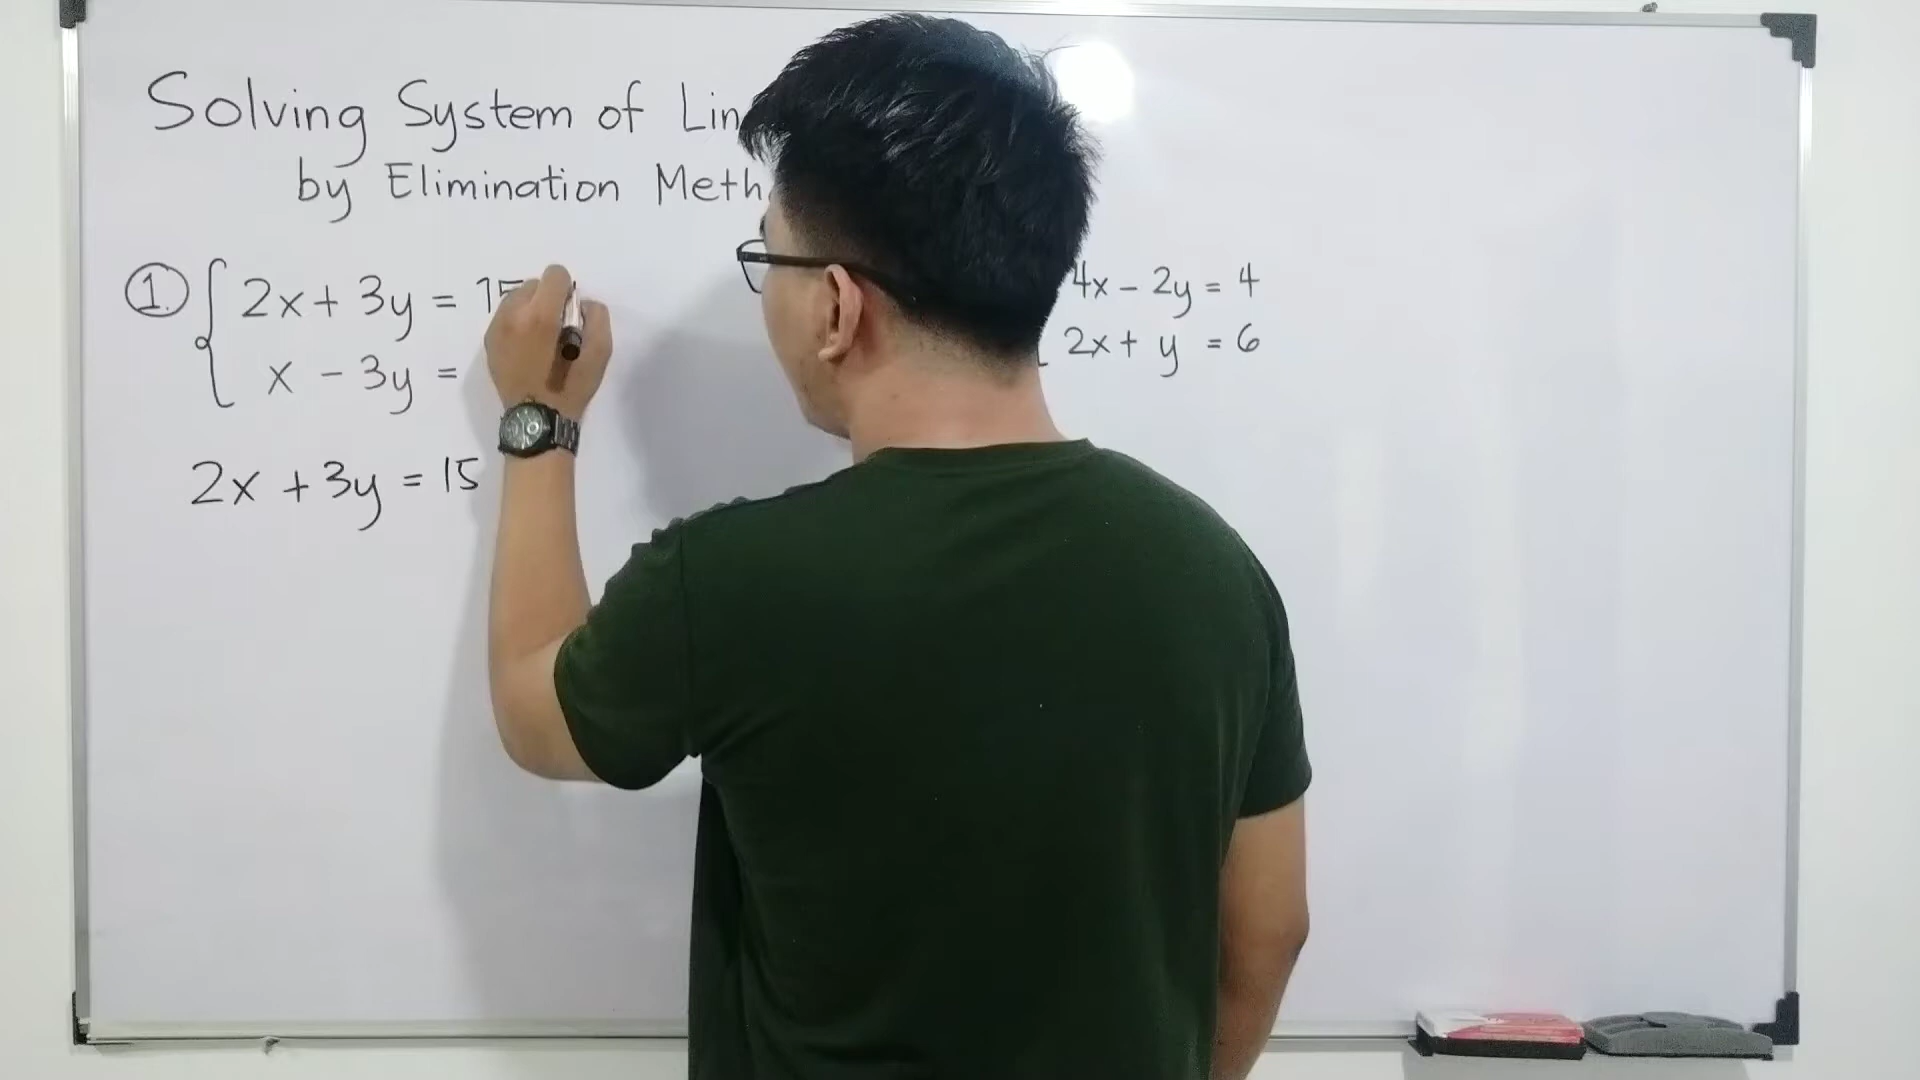 Solving System of Lin
by Elimination Meth
1. 2x + 3y = 15
x - 3y =
2x + 3y = 15
4x - 2y = 4
2x + y = 6